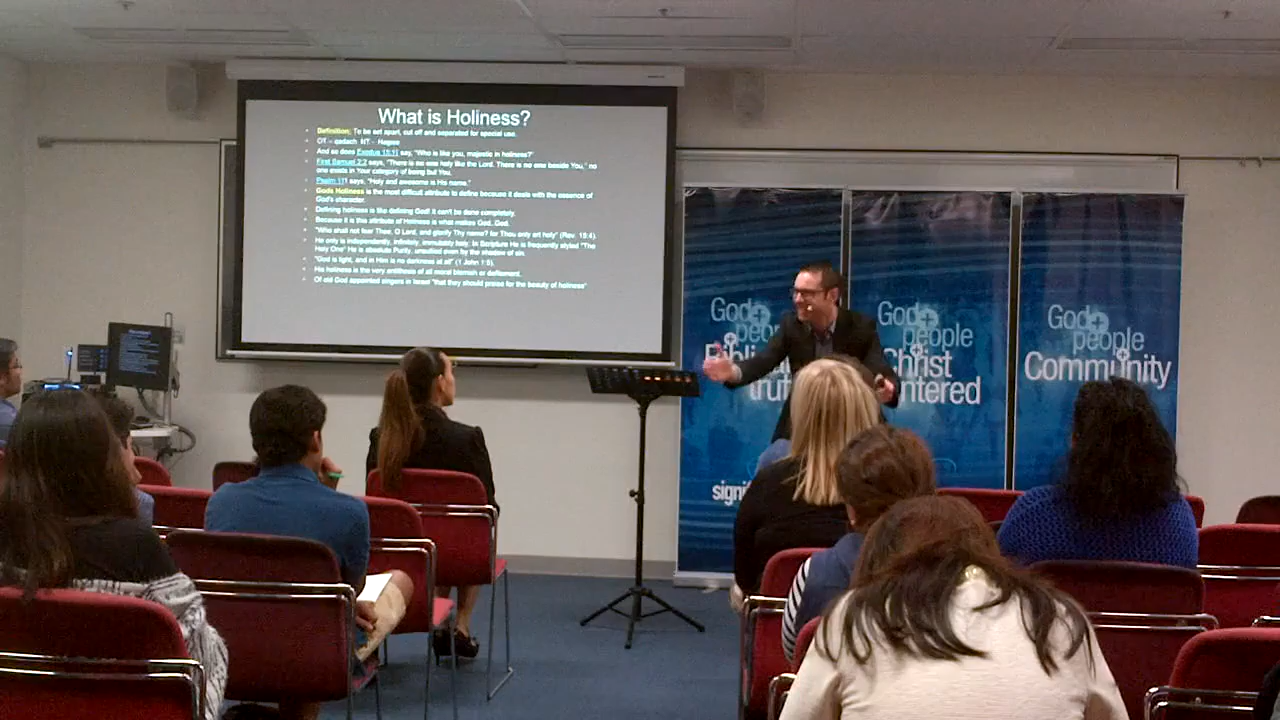 What is Holiness?
Definition; To be set apart, cut off and separated for special use.
OT - qadash NT - Hagios
And so does Exodus 15:11 say, "Who is like you, majestic in holiness?"
First Samuel 2:2 says, "There is no one holy like the Lord. There is no one beside You," no
one exists in Your category of being but You.
Psalm 111 says, "Holy and awesome is His name."
Gods Holiness is the most difficult attribute to define because it deals with the essence of
God's character.
Defining holiness is like defining God! It can't be done completely.
Because it is this attribute of Holiness is what makes God, God.
"Who shall not fear Thee, O Lord, and glorify Thy name? for Thou only art holy" (Rev. 15:4).
He only is independently, infinitely, immutably holy. In Scripture He is frequently styled "The
Holy One" He is absolute Purity, unsullied even by the shadow of sin.
"God is light, and in Him is no darkness at all" (1 John 1:5).
His holiness is the very antithesis of all moral blemish or defilement.
Of old God appointed singers in Israel "that they should praise for the beauty of holiness"
God+
people
+
Bibli
trut
signi
God+
people
+
Christ
ntered
God+
people
+
Community